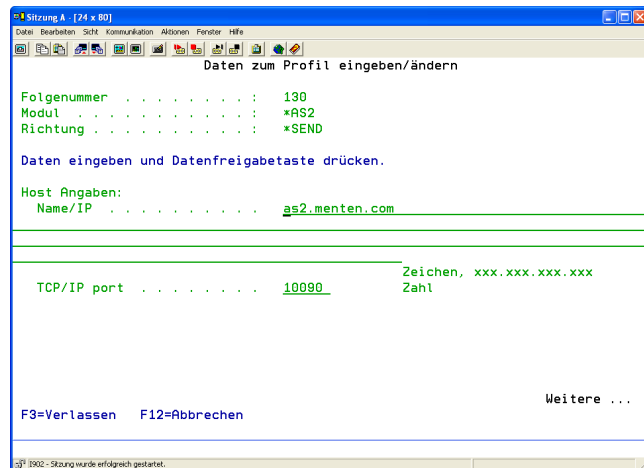 Sitzung A - [24 x 80]
Datei Bearbeiten Sicht Kommunikation Aktionen Fenster Hilfe
Daten zum Profil eingeben/ändern
Folgenummer . . . . . . . . : 130
Modul . . . . . . . . . . . : *AS2
Richtung . . . . . . . . . . : *SEND
Daten eingeben und Datenfreigabetaste drücken.
Host Angaben:
Name/IP . . . . . . . . . . as2.menten.com
Zeichen, xxx.xxx.xxx.xxx
TCP/IP port . . . . . . . . 10090 Zahl
Weitere ...
F3=Verlassen F12=Abbrechen
I902 - Sitzung wurde erfolgreich gestartet.